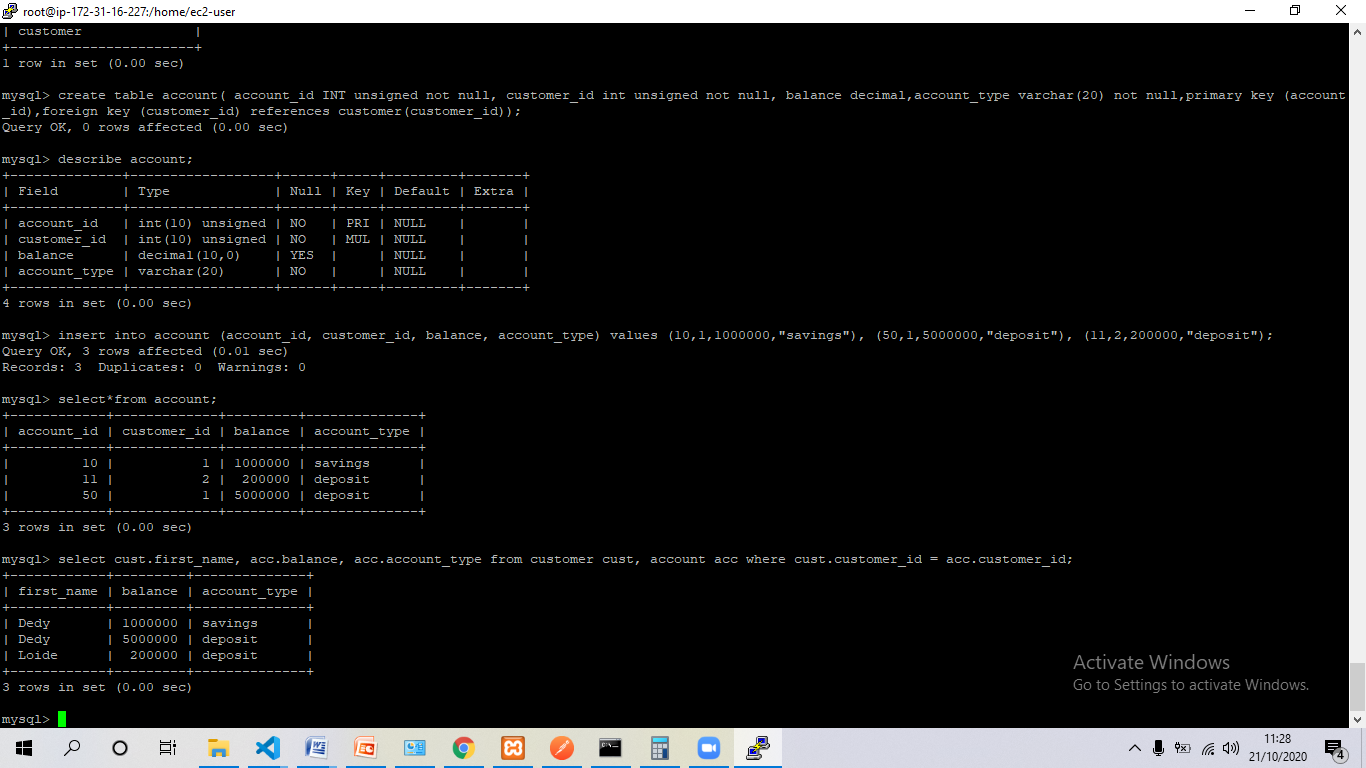 root@ip-172-31-16-227:/home/ec2-user
| customer              |
+-----------------------+
1 row in set (0.00 sec)
mysql> create table account( account_id INT unsigned not null, customer_id int unsigned not null, balance decimal,account_type varchar(20) not null,primary key (account
_id),foreign key (customer_id) references customer(customer_id));
Query OK, 0 rows affected (0.00 sec)
mysql> describe account;
+--------------+------------------+------+-----+---------+-------+
| Field        | Type             | Null | Key | Default | Extra |
+--------------+------------------+------+-----+---------+-------+
| account_id   | int(10) unsigned | NO   | PRI | NULL    |       |
| customer_id  | int(10) unsigned | NO   | MUL | NULL    |       |
| balance      | decimal(10,0)    | YES  |     | NULL    |       |
| account_type | varchar(20)      | NO   |     | NULL    |       |
+--------------+------------------+------+-----+---------+-------+
4 rows in set (0.00 sec)
mysql> insert into account (account_id, customer_id, balance, account_type) values (10,1,1000000,"savings"), (50,1,5000000,"deposit"), (11,2,200000,"deposit");
Query OK, 3 rows affected (0.01 sec)
Records: 3  Duplicates: 0  Warnings: 0
mysql> select*from account;
+------------+-------------+---------+--------------+
| account_id | customer_id | balance | account_type |
+------------+-------------+---------+--------------+
|         10 |           1 | 1000000 | savings      |
|         11 |           2 |  200000 | deposit      |
|         50 |           1 | 5000000 | deposit      |
+------------+-------------+---------+--------------+
3 rows in set (0.00 sec)
mysql> select cust.first_name, acc.balance, acc.account_type from customer cust, account acc where cust.customer_id = acc.customer_id;
+------------+---------+--------------+
| first_name | balance | account_type |
+------------+---------+--------------+
| Dedy       | 1000000 | savings      |
| Dedy       | 5000000 | deposit      |
| Loide      |  200000 | deposit      |
+------------+---------+--------------+
3 rows in set (0.00 sec)
mysql>
Activate Windows
Go to Settings to activate Windows.
11:28
21/10/2020
4